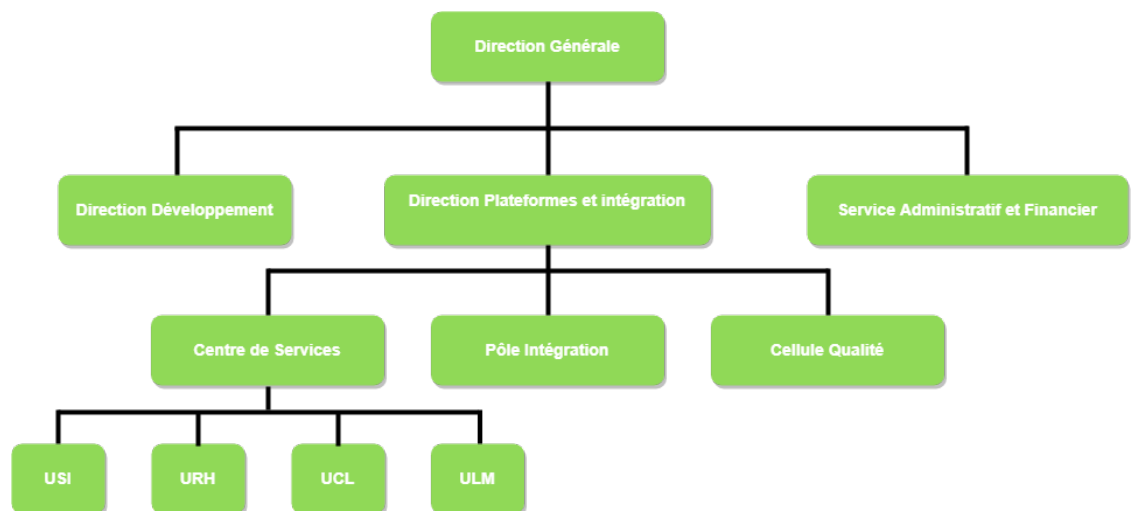 Direction Générale
Direction Développement
Direction Plateformes et intégration
Service Administratif et Financier
Centre de Services
Pôle Intégration
Cellule Qualité
USI
URH
UCL
ULM